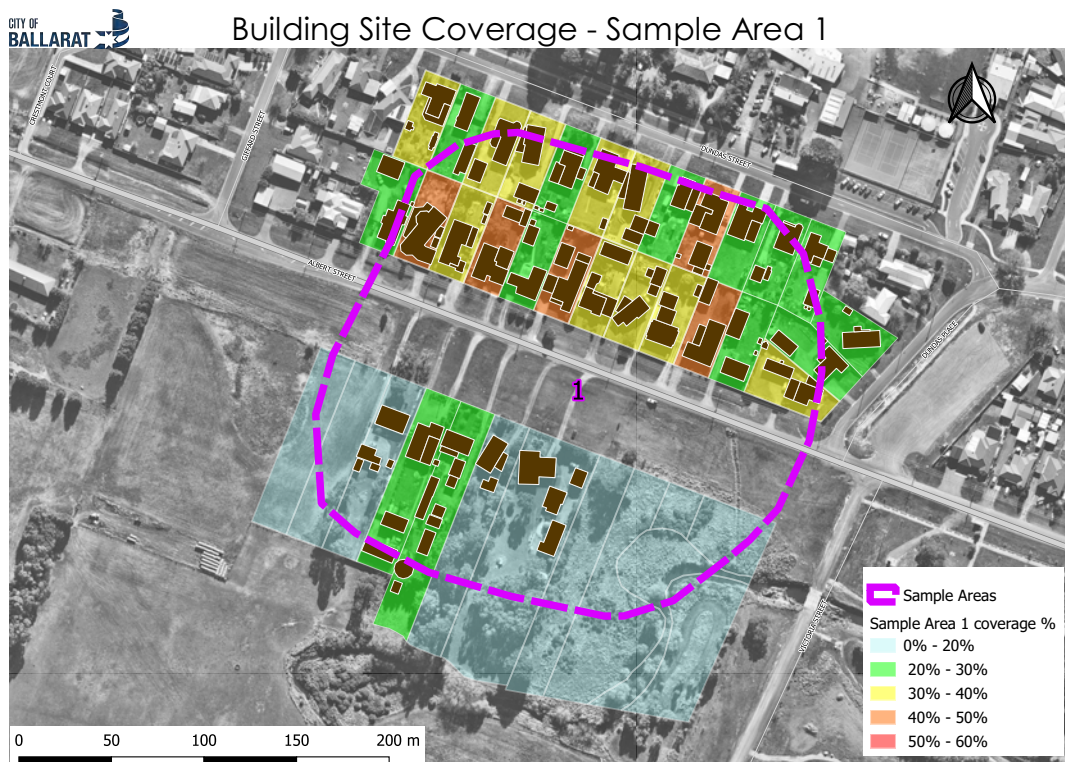 CITY OF
BALLARAT
Building Site Coverage - Sample Area 1
CRESTMONT COURT
GIFFARD STREET
DUNDAS STREET
ALBERT STREET
DUNDAS PLACE
1
VICTORIA STREET
Sample Areas
Sample Area 1 coverage %
0% - 20%
20% - 30%
30% - 40%
40% - 50%
50% - 60%
0 50 100 150 200 m